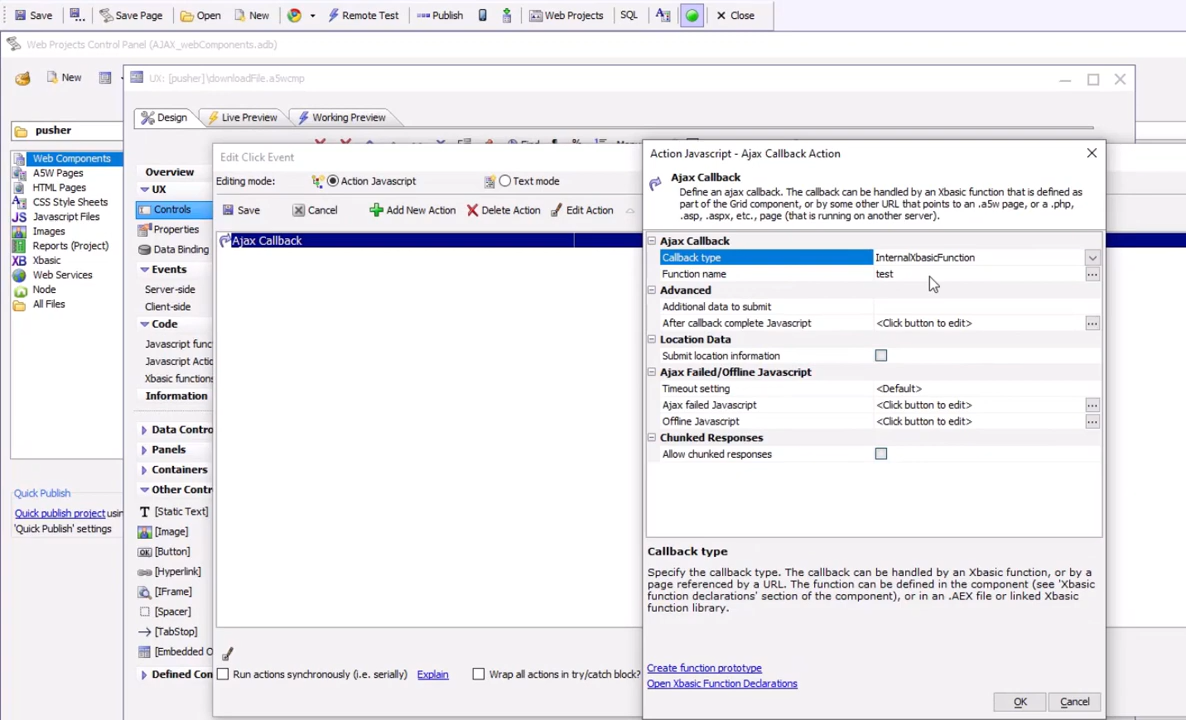 Save
Save Page
Open
New
Remote Test
Publish
Web Projects
SQL
Close
Web Projects Control Panel (AJAX_webComponents.adb)
New
UX: [pusher]\downloadFile.a5wcmp
pusher
Design
Live Preview
Working Preview
Web Components
A5W Pages
HTML Pages
CSS Style Sheets
Javascript Files
Images
Reports (Project)
Xbasic
Web Services
Node
All Files
Quick Publish
Quick publish project
'Quick Publish' settings
Overview
UX
Controls
Properties
Data Binding
Events
Server-side
Client-side
Code
Javascript func
Javascript Actio
Xbasic functions
Information
Data Contro
Panels
Containers
Other Contr
[Static Text]
[Image]
[Button]
[Hyperlink]
[IFrame]
[Spacer]
[TabStop]
[Embedded O
Defined Con
Edit Click Event
Editing mode:
Action Javascript
Text mode
Save
Cancel
Add New Action
Delete Action
Edit Action
Ajax Callback
Run actions synchronously (i.e. serially)
Explain
Wrap all actions in try/catch block?
Action Javascript - Ajax Callback Action
Ajax Callback
Define an ajax callback. The callback can be handled by an Xbasic function that is defined as
part of the Grid component, or by some other URL that points to an .a5w page, or a .php,
.asp, .aspx, etc., page (that is running on another server).
Ajax Callback
Callback type InternalXbasicFunction
Function name test
Advanced
Additional data to submit
After callback complete Javascript <Click button to edit>
Location Data
Submit location information
Ajax Failed/Offline Javascript
Timeout setting <Default>
Ajax failed Javascript <Click button to edit>
Offline Javascript <Click button to edit>
Chunked Responses
Allow chunked responses
Callback type
Specify the callback type. The callback can be handled by an Xbasic function, or by a
page referenced by a URL. The function can be defined in the component (see 'Xbasic
function declarations' section of the component), or in an .AEX file or linked Xbasic
function library.
Create function prototype
Open Xbasic Function Declarations
OK
Cancel